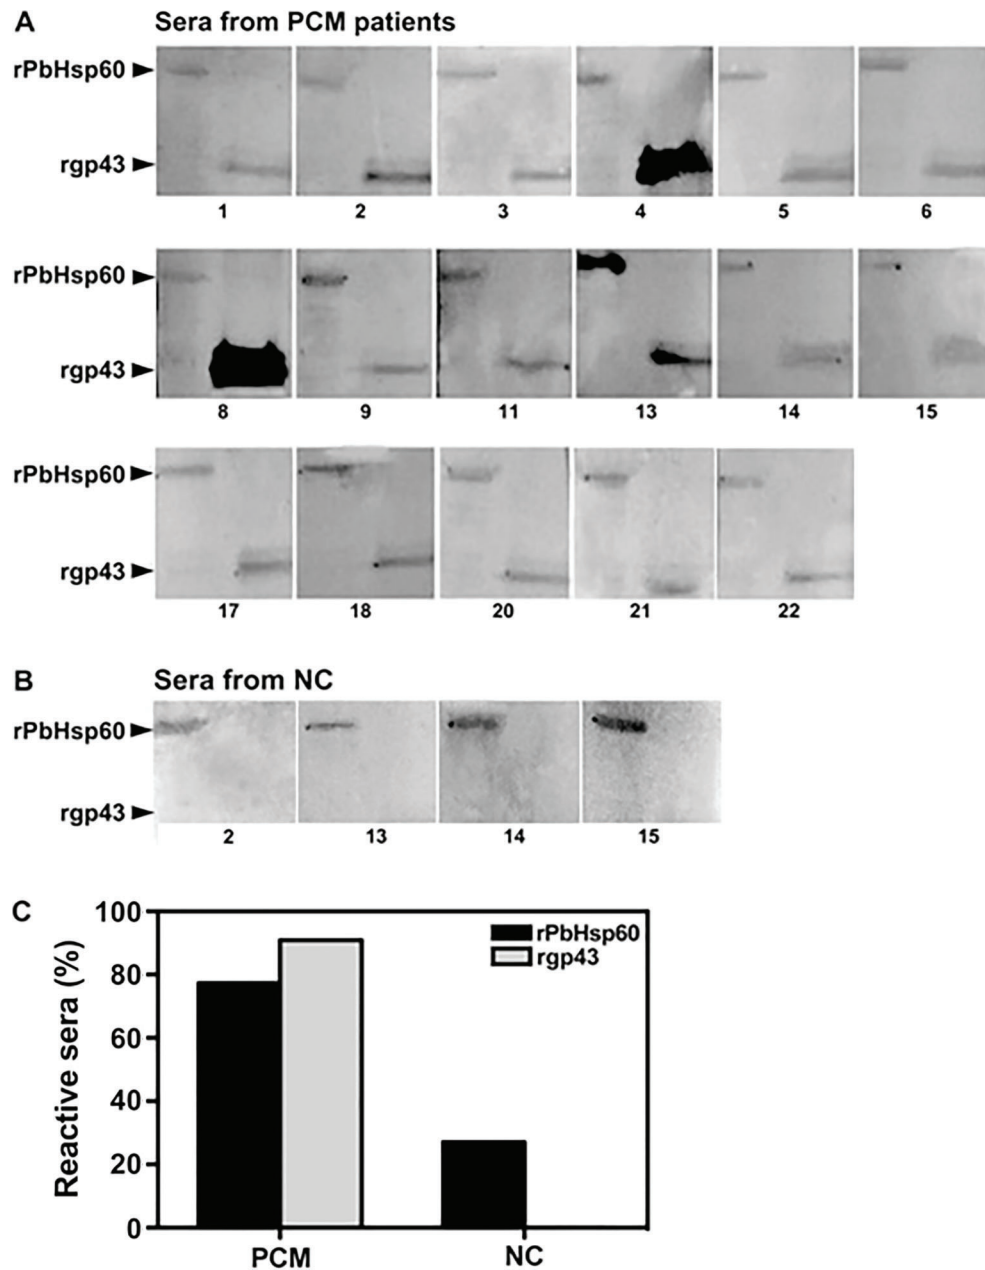 A Sera from PCM patients
rPbHsp60
rgp43
1 2 3 4 5 6
rPbHsp60
rgp43
8 9 11 13 14 15
rPbHsp60
rgp43
17 18 20 21 22
B Sera from NC
rPbHsp60
rgp43
2 13 14 15
C
Reactive sera (%)
100
80
60
40
20
0
rPbHsp60
rgp43
PCM NC